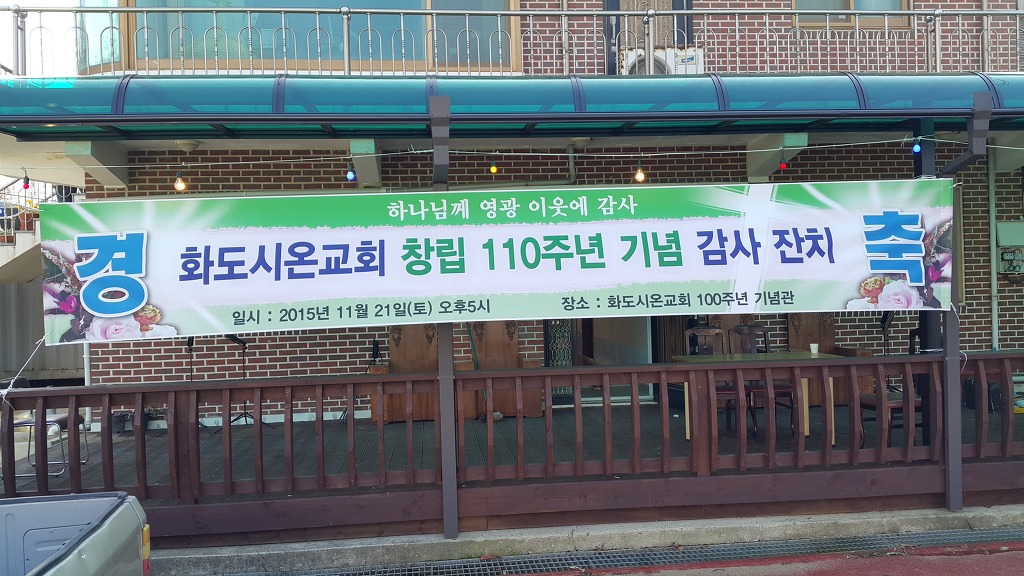 하나님께 영광 이웃에 감사
경 화도시온교회 창립 110주년 기념 감사 잔치 축
일시 : 2015년 11월 21일(토) 오후5시 장소 : 화도시온교회 100주년 기념관